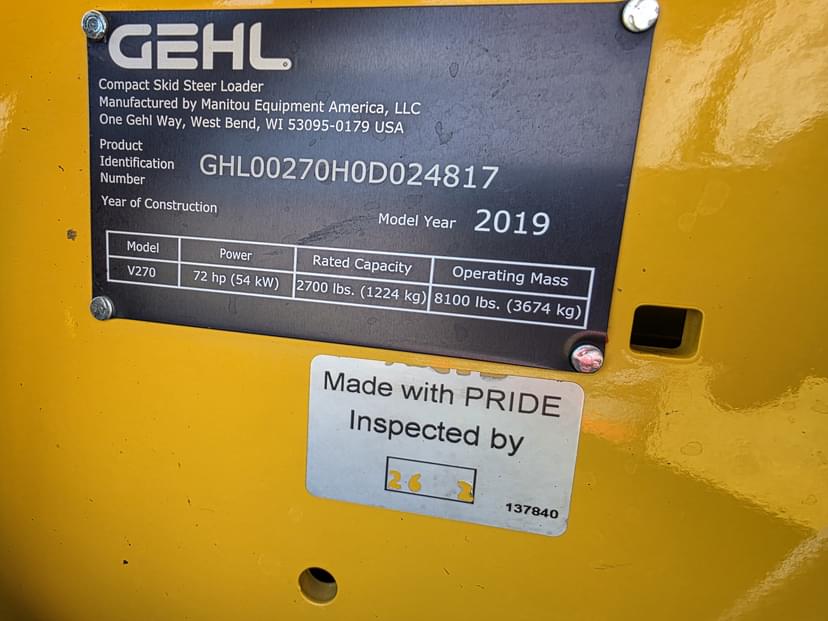 GEHL
Compact Skid Steer Loader
Manufactured by Manitou Equipment America, LLC
One Gehl Way, West Bend, WI 53095-0179 USA
Product
Identification
Number
GHL00270H0D024817
Year of Construction
Model Year 2019
Model Power Rated Capacity Operating Mass
V270 72 hp (54 kW) 2700 lbs. (1224 kg) 8100 lbs. (3674 kg)
Made with PRIDE
Inspected by
26
137840